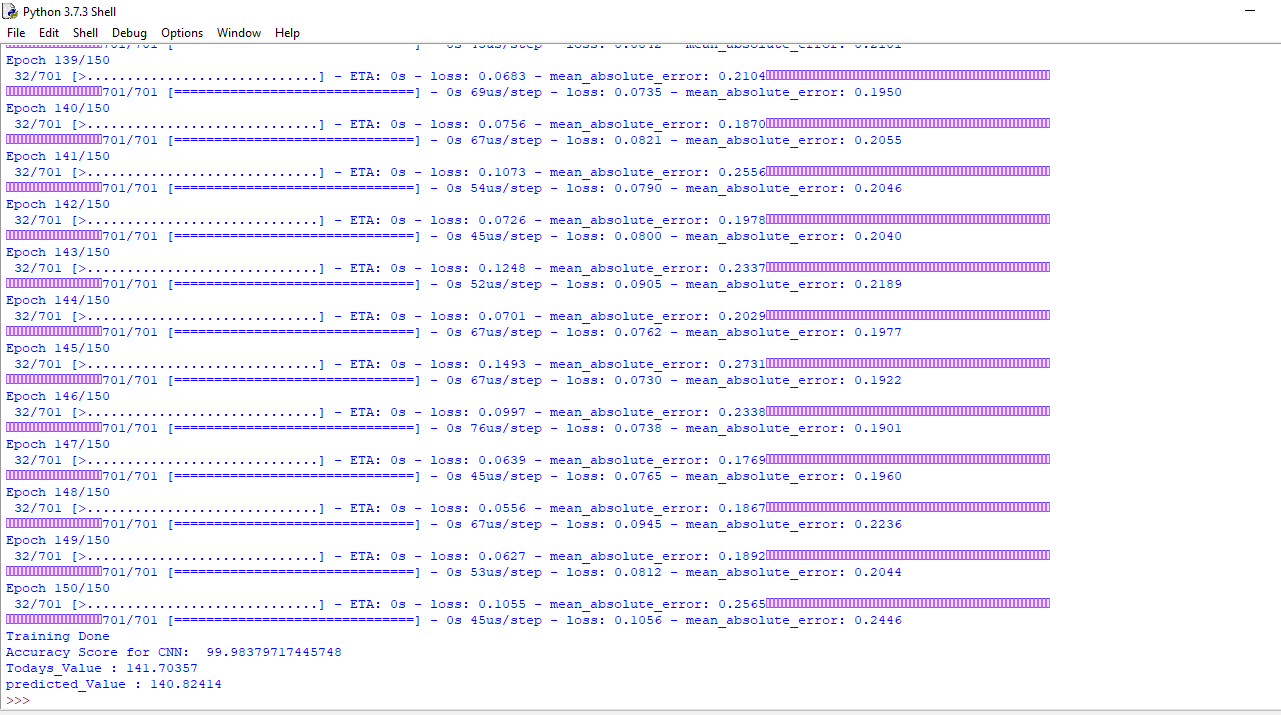 Python 3.7.3 Shell
File Edit Shell Debug Options Window Help
Epoch 139/150
32/701 [>.............................] - ETA: 0s - loss: 0.0683 - mean_absolute_error: 0.2104
701/701 [==============================] - 0s 69us/step - loss: 0.0735 - mean_absolute_error: 0.1950
Epoch 140/150
32/701 [>.............................] - ETA: 0s - loss: 0.0756 - mean_absolute_error: 0.1870
701/701 [==============================] - 0s 67us/step - loss: 0.0821 - mean_absolute_error: 0.2055
Epoch 141/150
32/701 [>.............................] - ETA: 0s - loss: 0.1073 - mean_absolute_error: 0.2556
701/701 [==============================] - 0s 54us/step - loss: 0.0790 - mean_absolute_error: 0.2046
Epoch 142/150
32/701 [>.............................] - ETA: 0s - loss: 0.0726 - mean_absolute_error: 0.1978
701/701 [==============================] - 0s 45us/step - loss: 0.0800 - mean_absolute_error: 0.2040
Epoch 143/150
32/701 [>.............................] - ETA: 0s - loss: 0.1248 - mean_absolute_error: 0.2337
701/701 [==============================] - 0s 52us/step - loss: 0.0905 - mean_absolute_error: 0.2189
Epoch 144/150
32/701 [>.............................] - ETA: 0s - loss: 0.0701 - mean_absolute_error: 0.2029
701/701 [==============================] - 0s 67us/step - loss: 0.0762 - mean_absolute_error: 0.1977
Epoch 145/150
32/701 [>.............................] - ETA: 0s - loss: 0.1493 - mean_absolute_error: 0.2731
701/701 [==============================] - 0s 67us/step - loss: 0.0730 - mean_absolute_error: 0.1922
Epoch 146/150
32/701 [>.............................] - ETA: 0s - loss: 0.0997 - mean_absolute_error: 0.2338
701/701 [==============================] - 0s 76us/step - loss: 0.0738 - mean_absolute_error: 0.1901
Epoch 147/150
32/701 [>.............................] - ETA: 0s - loss: 0.0639 - mean_absolute_error: 0.1769
701/701 [==============================] - 0s 45us/step - loss: 0.0765 - mean_absolute_error: 0.1960
Epoch 148/150
32/701 [>.............................] - ETA: 0s - loss: 0.0556 - mean_absolute_error: 0.1867
701/701 [==============================] - 0s 67us/step - loss: 0.0945 - mean_absolute_error: 0.2236
Epoch 149/150
32/701 [>.............................] - ETA: 0s - loss: 0.0627 - mean_absolute_error: 0.1892
701/701 [==============================] - 0s 53us/step - loss: 0.0812 - mean_absolute_error: 0.2044
Epoch 150/150
32/701 [>.............................] - ETA: 0s - loss: 0.1055 - mean_absolute_error: 0.2565
701/701 [==============================] - 0s 45us/step - loss: 0.1056 - mean_absolute_error: 0.2446
Training Done
Accuracy Score for CNN:  99.98379717445748
Todays_Value : 141.70357
predicted_Value : 140.82414
>>>